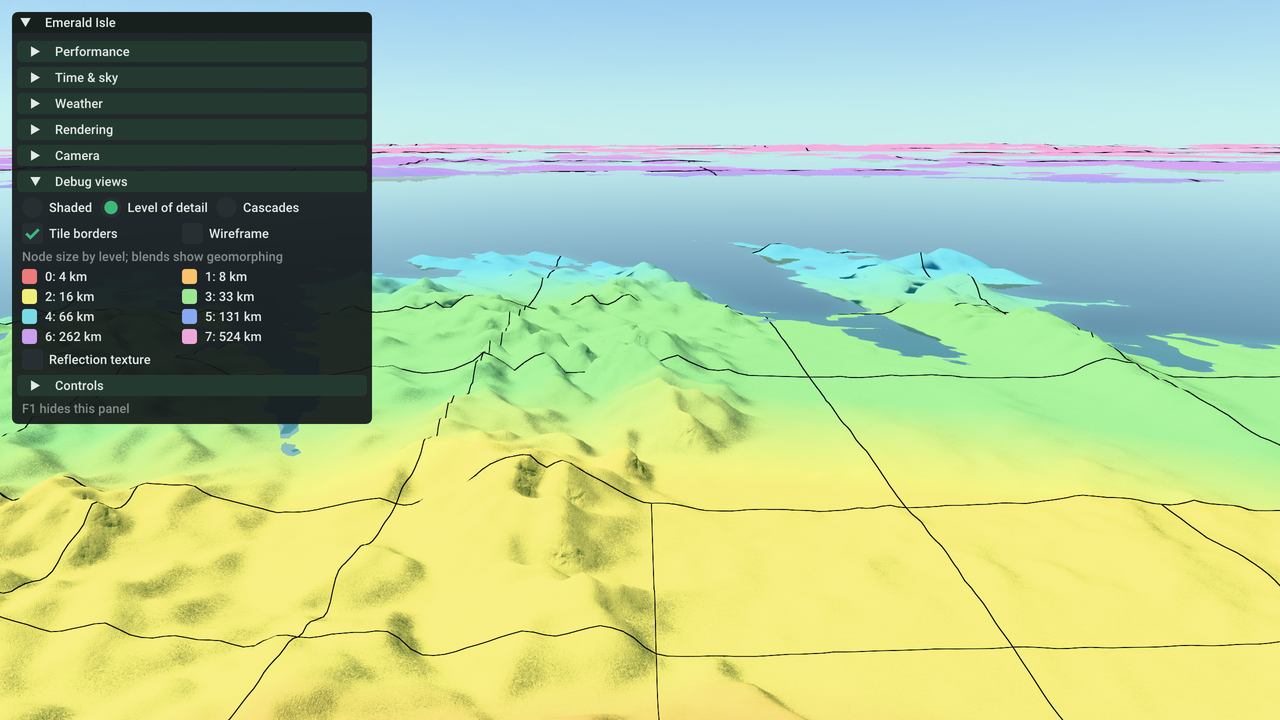 Emerald Isle
Performance
Time & sky
Weather
Rendering
Camera
Debug views
Shaded Level of detail Cascades
Tile borders Wireframe
Node size by level; blends show geomorphing
0: 4 km 1: 8 km
2: 16 km 3: 33 km
4: 66 km 5: 131 km
6: 262 km 7: 524 km
Reflection texture
Controls
F1 hides this panel